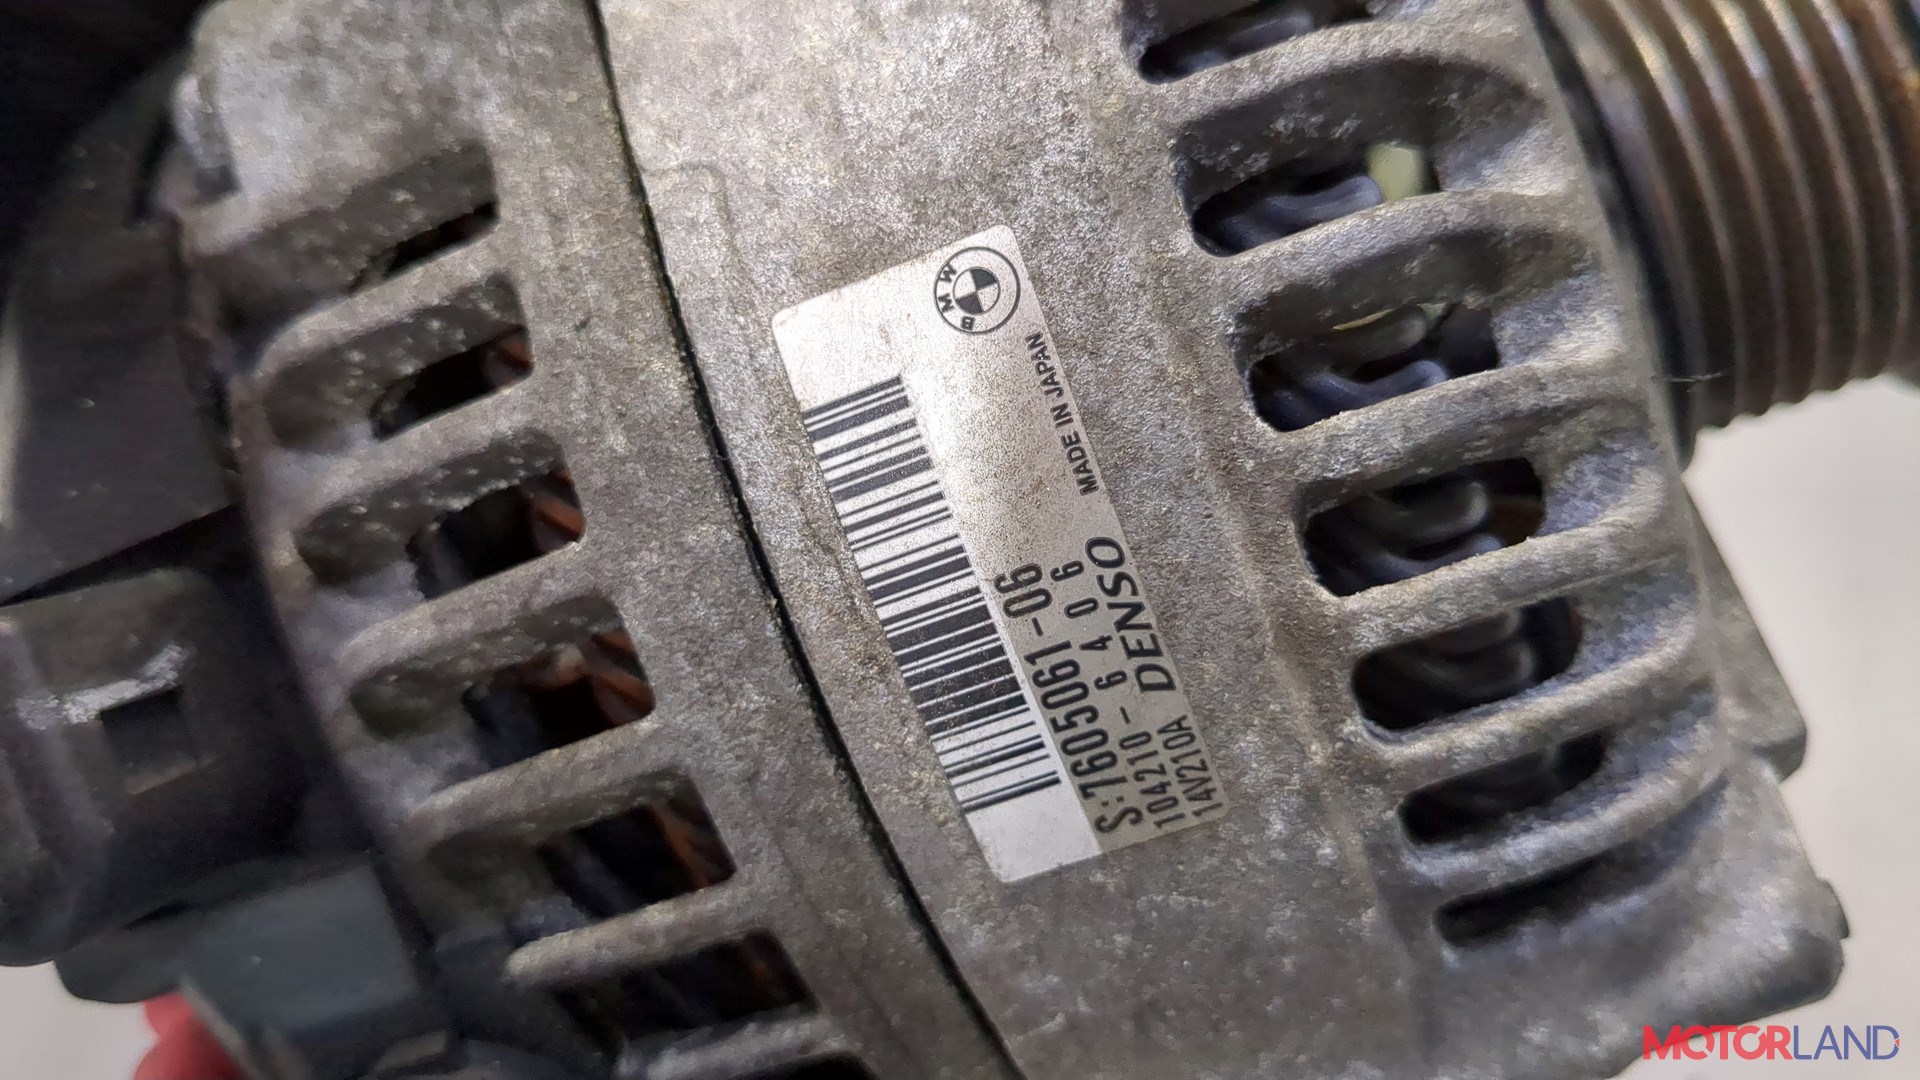 BMW
MADE IN JAPAN
S:7605061-06
104210-6406
14V210A DENSO
MOTORLAND